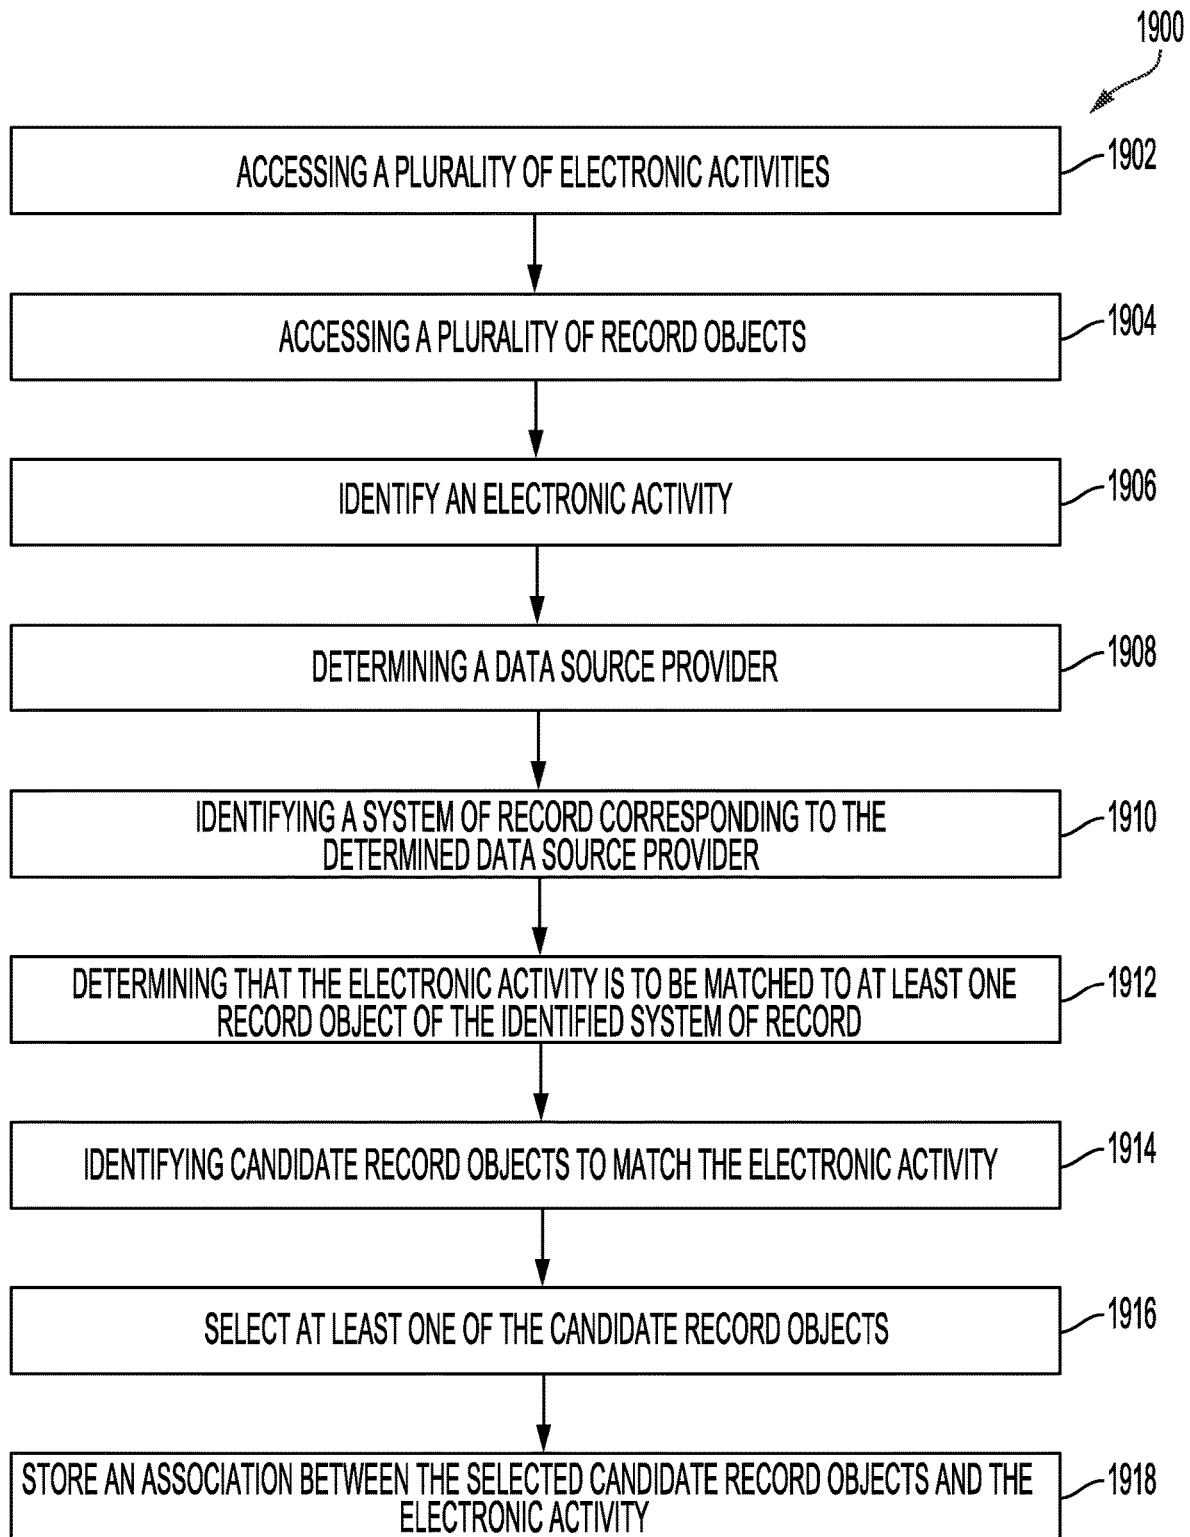 1900
ACCESSING A PLURALITY OF ELECTRONIC ACTIVITIES
1902
ACCESSING A PLURALITY OF RECORD OBJECTS
1904
IDENTIFY AN ELECTRONIC ACTIVITY
1906
DETERMINING A DATA SOURCE PROVIDER
1908
IDENTIFYING A SYSTEM OF RECORD CORRESPONDING TO THE
DETERMINED DATA SOURCE PROVIDER
1910
DETERMINING THAT THE ELECTRONIC ACTIVITY IS TO BE MATCHED TO AT LEAST ONE
RECORD OBJECT OF THE IDENTIFIED SYSTEM OF RECORD
1912
IDENTIFYING CANDIDATE RECORD OBJECTS TO MATCH THE ELECTRONIC ACTIVITY
1914
SELECT AT LEAST ONE OF THE CANDIDATE RECORD OBJECTS
1916
STORE AN ASSOCIATION BETWEEN THE SELECTED CANDIDATE RECORD OBJECTS AND THE
ELECTRONIC ACTIVITY
1918